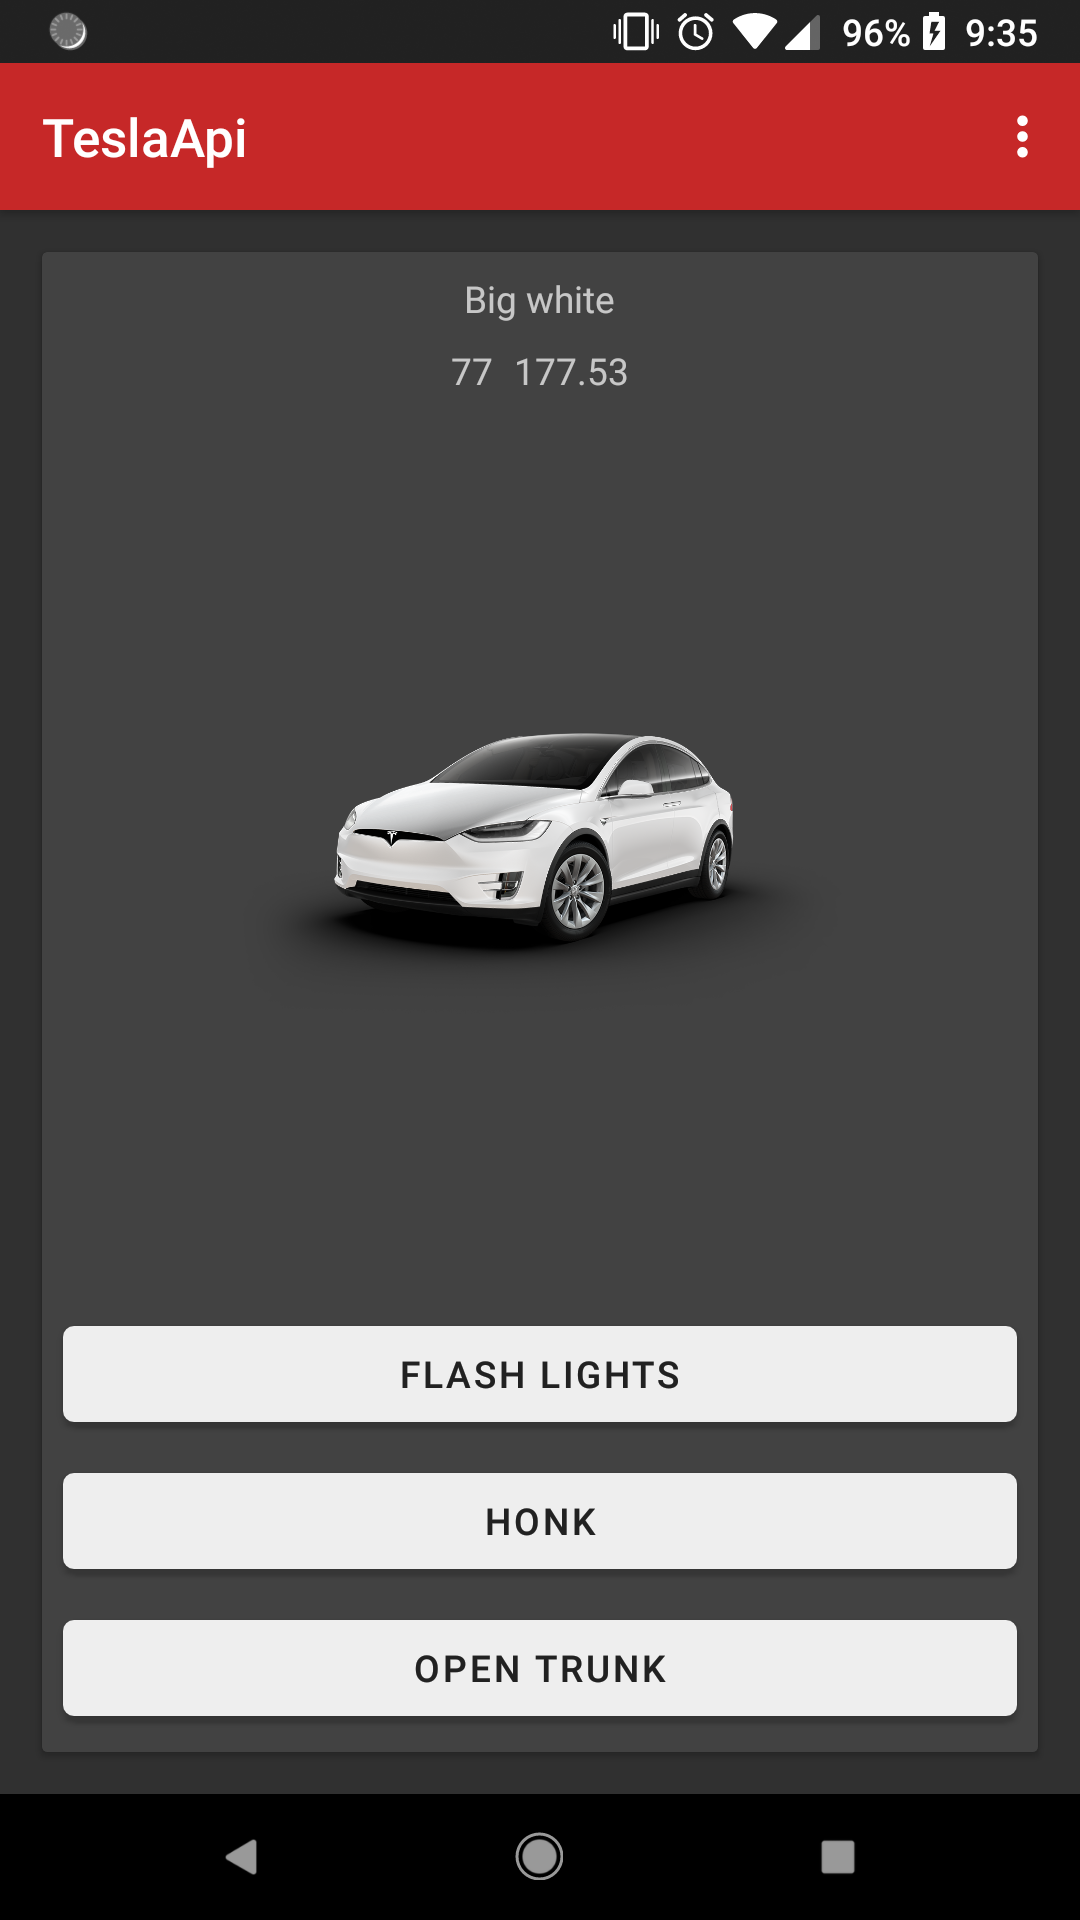 96% 9:35
TeslaApi
Big white
77 177.53
FLASH LIGHTS
HONK
OPEN TRUNK